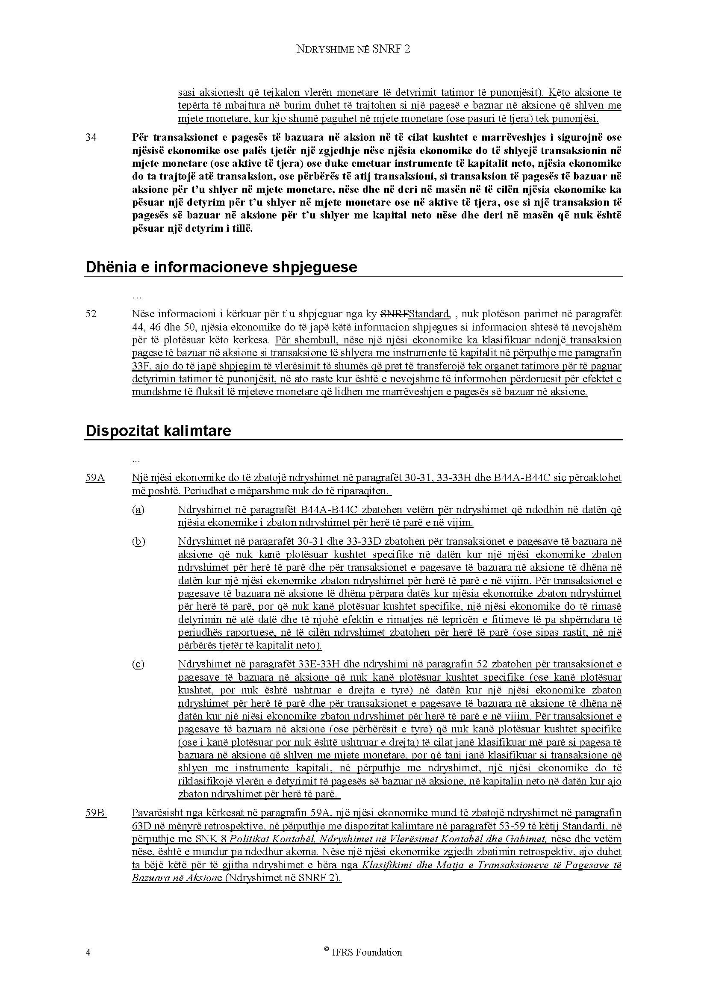 NDRYSHIME NË SNRF 2
sasi aksionesh që tejkalon vlerën monetare të detyrimit tatimor të punonjësit). Këto aksione te
tepërta të mbajtura në burim duhet të trajtohen si një pagesë e bazuar në aksione që shlyen me
mjete monetare, kur kjo shumë paguhet në mjete monetare (ose pasuri të tjera) tek punonjësi.
34 Për transaksionet e pagesës të bazuara në aksion në të cilat kushtet e marrëveshjes i sigurojnë ose
njësisë ekonomike ose palës tjetër një zgjedhje nëse njësia ekonomike do të shlyejë transaksionin në
mjete monetare (ose aktive të tjera) ose duke emetuar instrumente të kapitalit neto, njësia ekonomike
do ta trajtojë atë transaksion, ose përbërës të atij transaksioni, si transaksion të pagesës të bazuar në
aksione për t’u shlyer në mjete monetare, nëse dhe në deri në masën në të cilën njësia ekonomike ka
pësuar një detyrim për t’u shlyer në mjete monetare ose në aktive të tjera, ose si një transaksion të
pagesës së bazuar në aksione për t’u shlyer me kapital neto nëse dhe deri në masën që nuk është
pësuar një detyrim i tillë.
Dhënia e informacioneve shpjeguese
…
52 Nëse informacioni i kërkuar për t`u shpjeguar nga ky SNRFStandard, , nuk plotëson parimet në paragrafët
44, 46 dhe 50, njësia ekonomike do të japë këtë informacion shpjegues si informacion shtesë të nevojshëm
për të plotësuar këto kerkesa. Për shembull, nëse një njësi ekonomike ka klasifikuar ndonjë transaksion
pagese të bazuar në aksione si transaksione të shlyera me instrumente të kapitalit në përputhje me paragrafin
33F, ajo do të japë shpjegim të vlerësimit të shumës që pret të transferojë tek organet tatimore për të paguar
detyrimin tatimor të punonjësit, në ato raste kur është e nevojshme të informohen përdoruesit për efektet e
mundshme të fluksit të mjeteve monetare që lidhen me marrëveshjen e pagesës së bazuar në aksione.
Dispozitat kalimtare
...
59A Një njësi ekonomike do të zbatojë ndryshimet në paragrafët 30-31, 33-33H dhe B44A-B44C siç përcaktohet
më poshtë. Periudhat e mëparshme nuk do të riparaqiten.
(a) Ndryshimet në paragrafët B44A-B44C zbatohen vetëm për ndryshimet që ndodhin në datën që
njësia ekonomike i zbaton ndryshimet për herë të parë e në vijim.
(b) Ndryshimet në paragrafët 30-31 dhe 33-33D zbatohen për transaksionet e pagesave të bazuara në
aksione që nuk kanë plotësuar kushtet specifike në datën kur një njësi ekonomike zbaton
ndryshimet për herë të parë dhe për transaksionet e pagesave të bazuara në aksione të dhëna në
datën kur një njësi ekonomike zbaton ndryshimet për herë të parë e në vijim. Për transaksionet e
pagesave të bazuara në aksione të dhëna përpara datës kur njësia ekonomike zbaton ndryshimet
për herë të parë, por që nuk kanë plotësuar kushtet specifike, një njësi ekonomike do të rimasë
detyrimin në atë datë dhe të njohë efektin e rimatjes në tepricën e fitimeve të pa shpërndara të
periudhës raportuese, në të cilën ndryshimet zbatohen për herë të parë (ose sipas rastit, në një
përbërës tjetër të kapitalit neto).
(c) Ndryshimet në paragrafët 33E-33H dhe ndryshimi në paragrafin 52 zbatohen për transaksionet e
pagesave të bazuara në aksione që nuk kanë plotësuar kushtet specifike (ose kanë plotësuar
kushtet, por nuk është ushtruar e drejta e tyre) në datën kur një njësi ekonomike zbaton
ndryshimet për herë të parë dhe për transaksionet e pagesave të bazuara në aksione të dhëna në
datën kur një njësi ekonomike zbaton ndryshimet për herë të parë e në vijim. Për transaksionet e
pagesave të bazuara në aksione (ose përbërësit e tyre) që nuk kanë plotësuar kushtet specifike
(ose i kanë plotësuar por nuk është ushtruar e drejta) të cilat janë klasifikuar më parë si pagesa të
bazuara në aksione që shlyen me mjete monetare, por që tani janë klasifikuar si transaksione që
shlyen me instrumente kapitali, në përputhje me ndryshimet, një njësi ekonomike do të
riklasifikojë vlerën e detyrimit të pagesës së bazuar në aksione, në kapitalin neto në datën kur ajo
zbaton ndryshimet për herë të parë.
59B Pavarësisht nga kërkesat në paragrafin 59A, një njësi ekonomike mund të zbatojë ndryshimet në paragrafin
63D në mënyrë retrospektive, në përputhje me dispozitat kalimtare në paragrafët 53-59 të këtij Standardi, në
përputhje me SNK 8 Politikat Kontabël, Ndryshimet në Vlerësimet Kontabël dhe Gabimet, nëse dhe vetëm
nëse, është e mundur pa ndodhur akoma. Nëse një njësi ekonomike zgjedh zbatimin retrospektiv, ajo duhet
ta bëjë këtë për të gjitha ndryshimet e bëra nga Klasifikimi dhe Matja e Transaksioneve të Pagesave të
Bazuara në Aksione (Ndryshimet në SNRF 2).
4 © IFRS Foundation